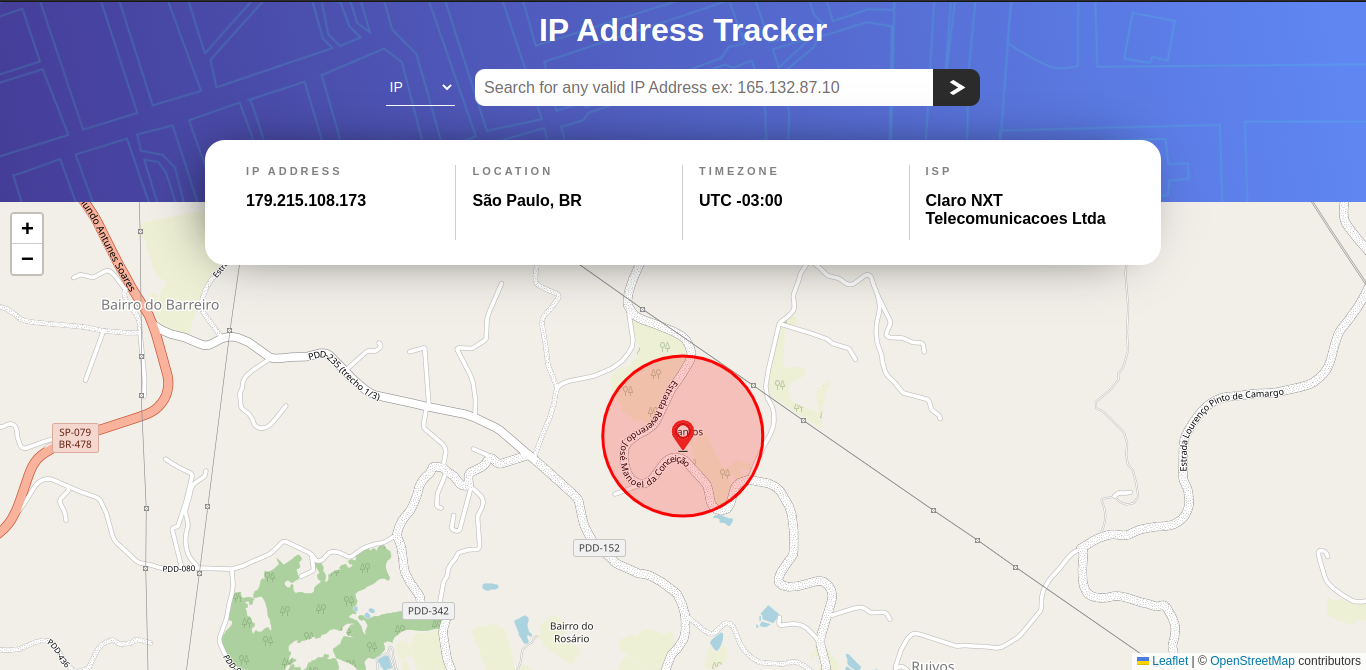 IP Address Tracker
IP
Search for any valid IP Address ex: 165.132.87.10
IP ADDRESS
179.215.108.173
LOCATION
São Paulo, BR
TIMEZONE
UTC -03:00
ISP
Claro NXT
Telecomunicacoes Ltda
+
−
Antunes Soares
Bairro do Barreiro
PDD-235 (trecho 1/3)
SP-079
BR-478
Estrada Reverendo José Manoel da Conceição
Estrada Lourenço Pinto de Camargo
PDD-152
PDD-080
PDD-342
Bairro do
Rosário
PDD-436
Ruivos
Leaflet | © OpenStreetMap contributors